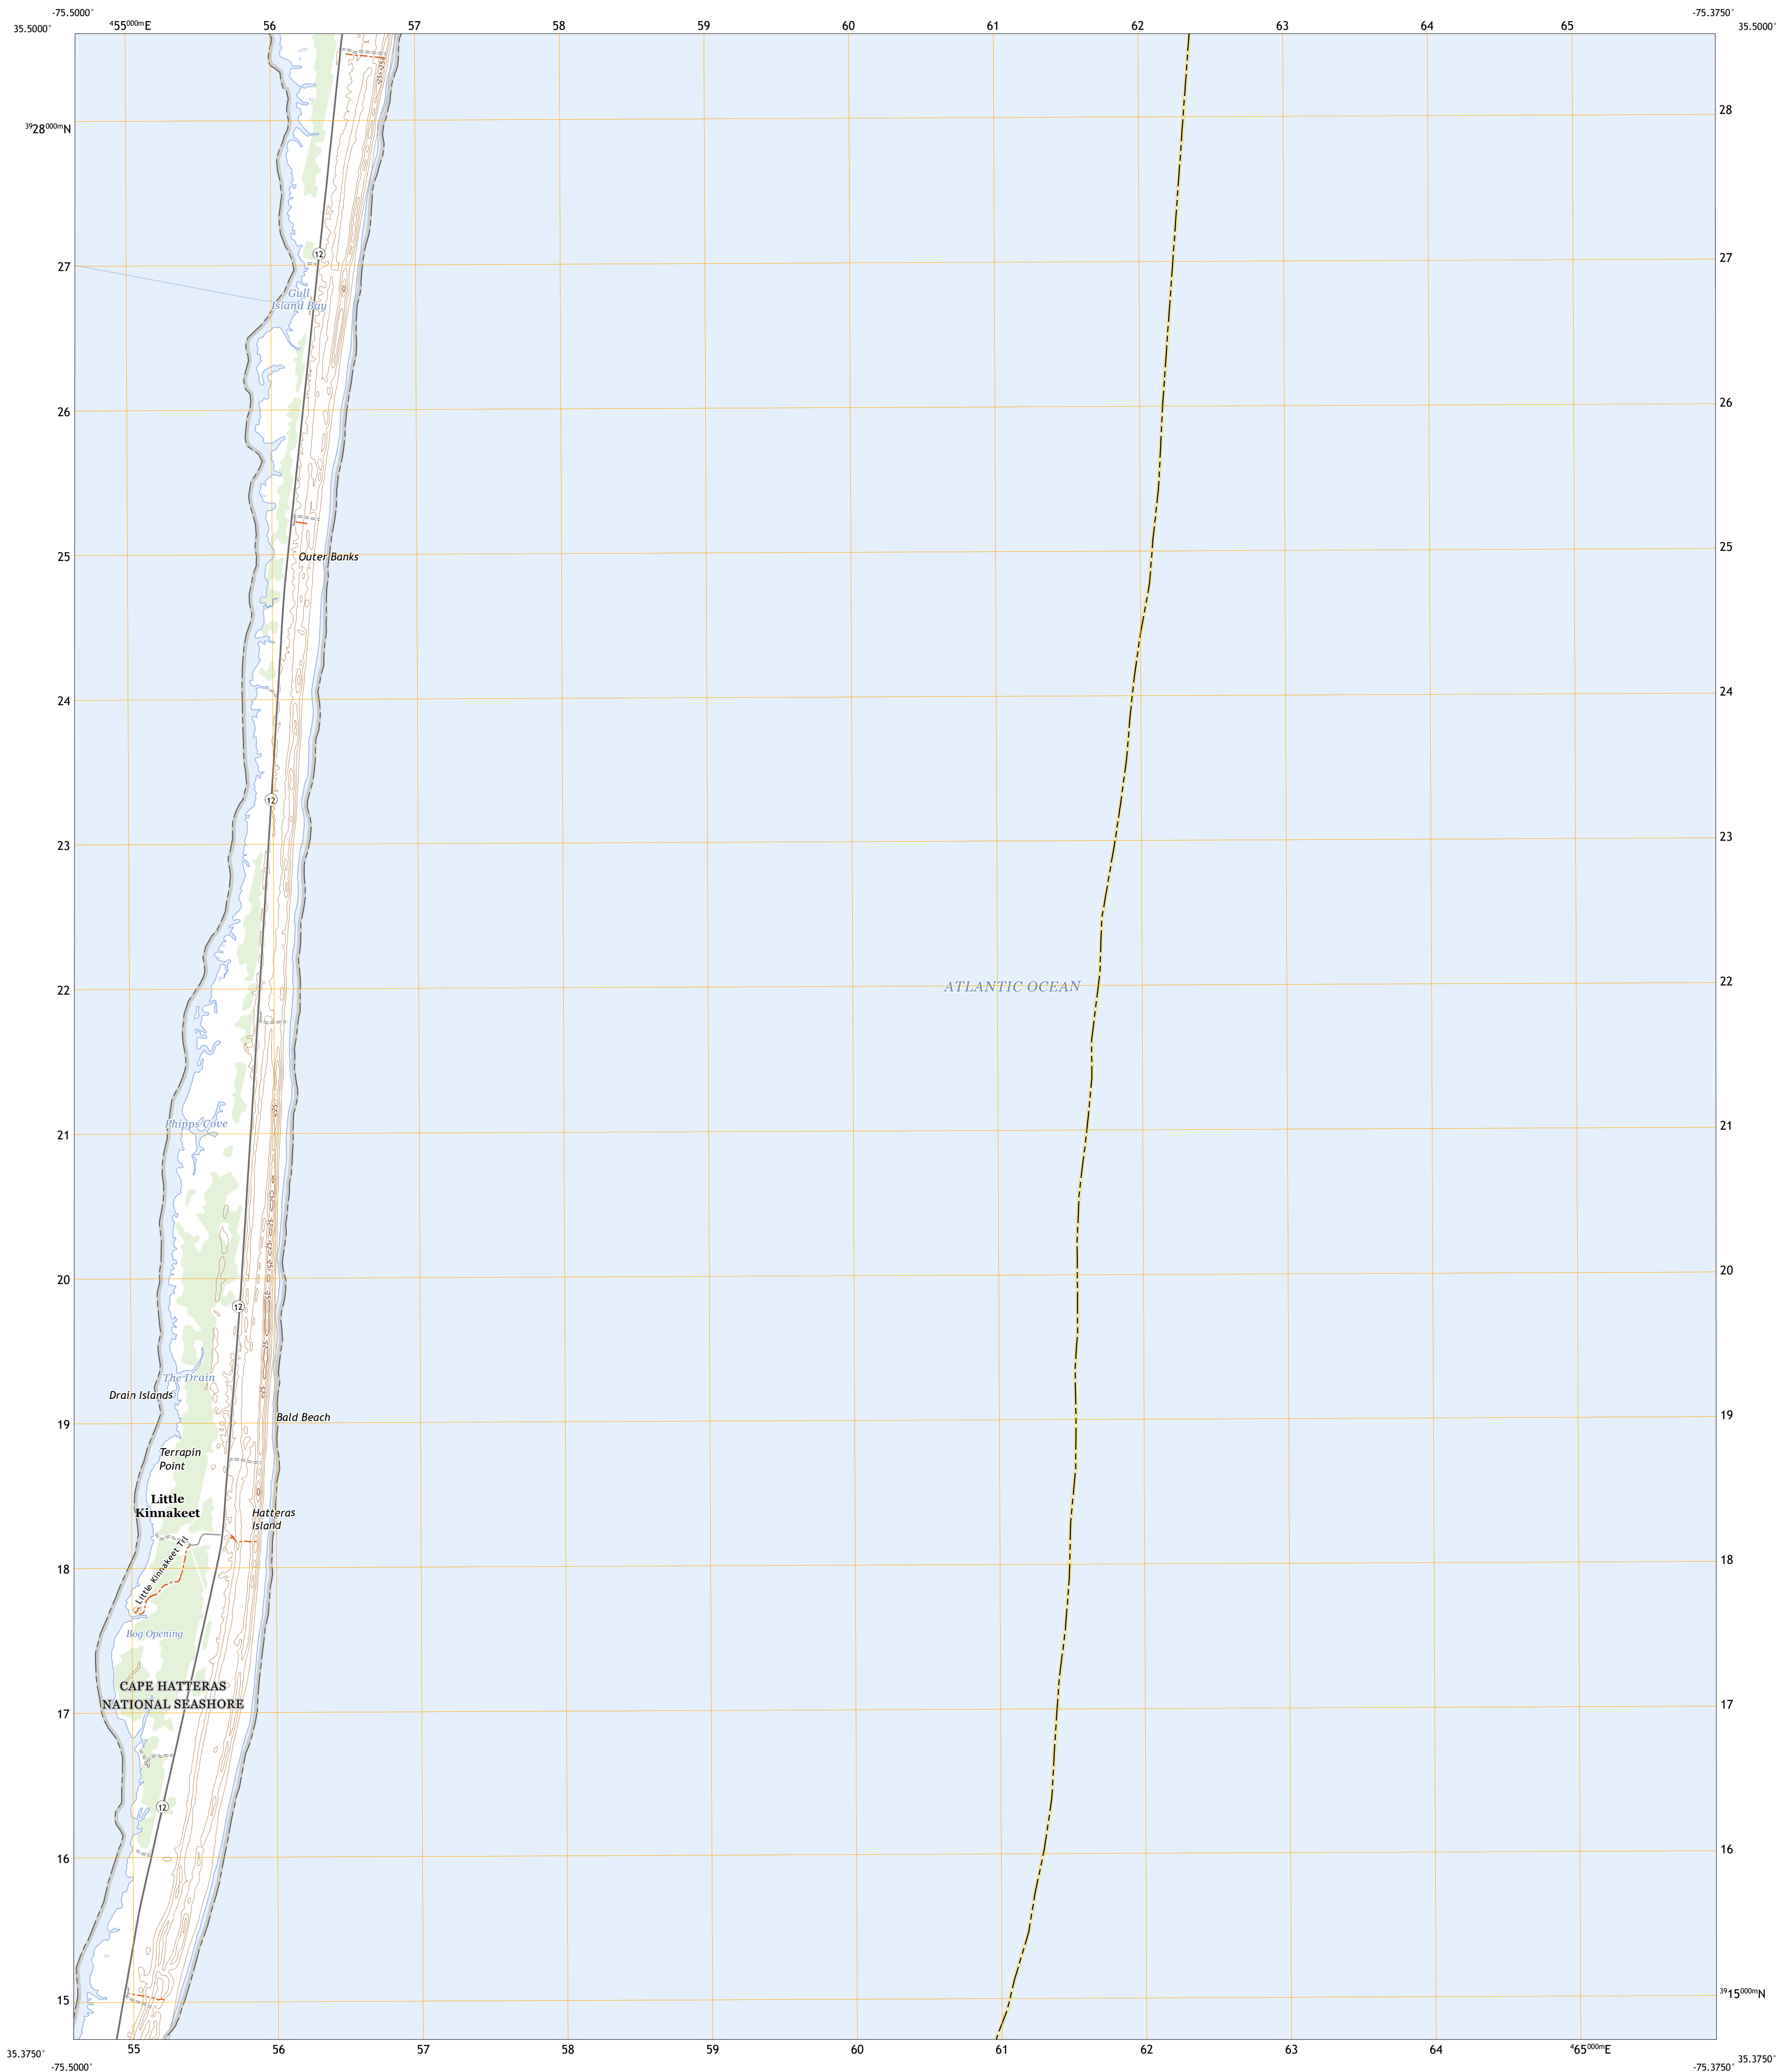 -75.5000°
-75.3750°
35.5000°
⁴55⁰⁰⁰ᵐE
56
57
58
59
60
61
62
63
64
65
35.5000°
³⁹28⁰⁰⁰ᵐN
28
12
27
27
Gull
Island Bay
26
26
25
Outer Banks
25
24
24
12
23
23
22
ATLANTIC OCEAN
22
Phipps Cove
21
21
20
20
12
The Drain
Drain Islands
19
Bald Beach
19
Terrapin
Point
Little
Kinnakeet
Hatteras
Island
Little Kinnakeet Trl
18
18
Bog Opening
CAPE HATTERAS
NATIONAL SEASHORE
17
17
12
16
16
15
³⁹15⁰⁰⁰ᵐN
55
56
57
58
59
60
61
62
63
64
⁴65⁰⁰⁰ᵐE
35.3750°
35.3750°
-75.5000°
-75.3750°